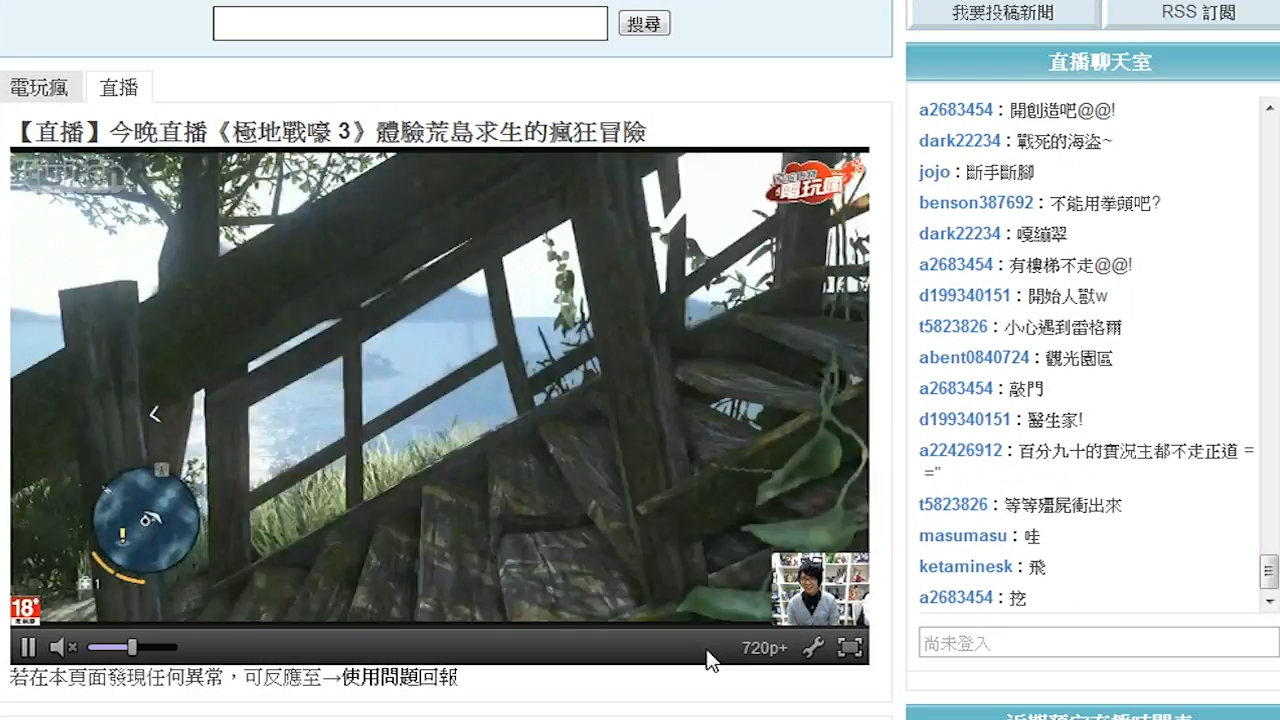 搜尋
我要投稿新聞
RSS 訂閱
直播聊天室
電玩瘋
直播
【直播】今晚直播《極地戰嚎 3》體驗荒島求生的瘋狂冒險
電玩瘋
1
18+
720p+
若在本頁面發現任何異常，可反應至→使用問題回報
a2683454：開創造吧@@!
dark22234：戰死的海盜~
jojo：斷手斷腳
benson387692：不能用拳頭吧?
dark22234：嘎繃翠
a2683454：有樓梯不走@@!
d199340151：開始人獸w
t5823826：小心遇到雷格爾
abent0840724：觀光園區
a2683454：敲門
d199340151：醫生家!
a22426912：百分九十的實況主都不走正道 =
="
t5823826：等等殭屍衝出來
masumasu：哇
ketaminesk：飛
a2683454：挖
尚未登入